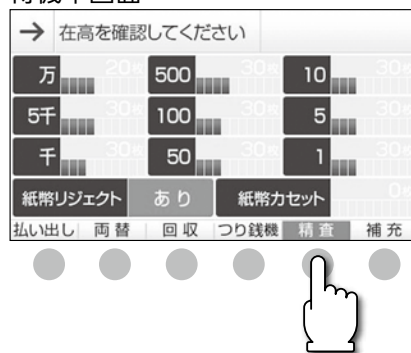 待機中画面
→ 在高を確認してください
万 20枚 500 30枚 10 30枚
5千 30枚 100 30枚 5 30枚
千 30枚 50 30枚 1 30枚
紙幣リジェクト あり 紙幣カセット 0枚
払い出し 両替 回収 つり銭機 精査 補充